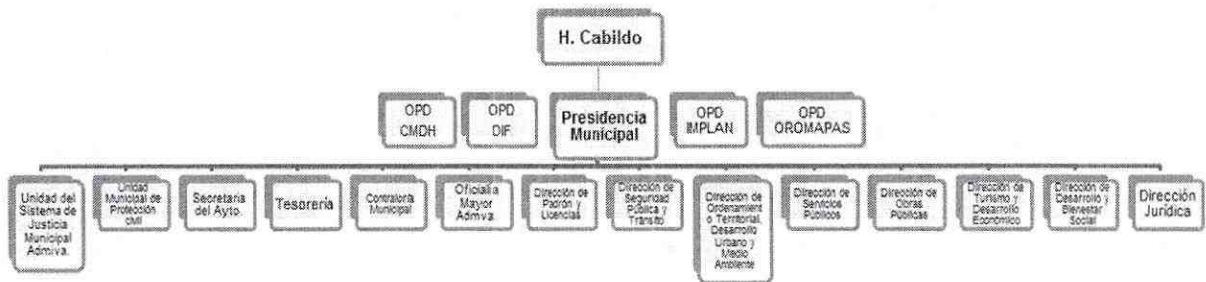 H. Cabildo
OPD
CMDH
OPD
DIF
Presidencia
Municipal
OPD
IMPLAN
OPD
OROMAPAS
Unidad del
Sistema de
Justicia
Municipal
Admiva.
Unidad
Municipal de
Protección
civil
Secretaria
del Ayto.
Tesorería
Contraloría
Municipal
Oficialía
Mayor
Admva.
Dirección de
Padrón y
Licencias
Dirección de
Seguridad
Pública y
Tránsito
Dirección de
Ordenamient
o Territorial,
Desarrollo
Urbano y
Medio
Ambiente
Dirección de
Servicios
Públicos
Dirección de
Obras
Públicas
Dirección de
Turismo y
Desarrollo
Económico
Dirección de
Desarrollo y
Bienestar
Social
Dirección
Jurídica